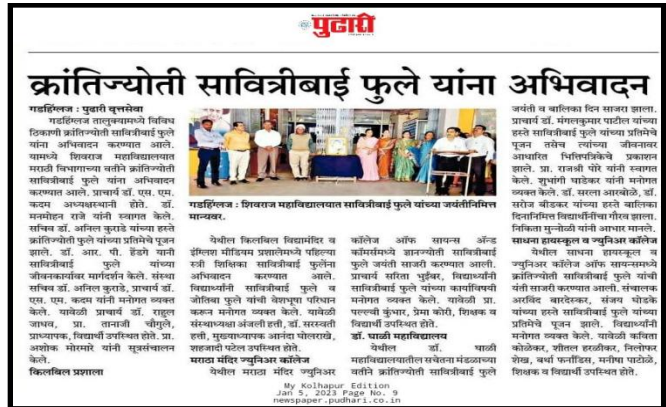 पुढारी
क्रांतिज्योती सावित्रीबाई फुले यांना अभिवादन
गडहिंग्लज : पुढारी वृत्तसेवा
गडहिंग्लज तालुक्यामध्ये विविध
ठिकाणी क्रांतिज्योती सावित्रीबाई फुले
यांना अभिवादन करण्यात आले.
यामध्ये शिवराज महाविद्यालयात
मराठी विभागाच्या वतीने क्रांतिज्योती
सावित्रीबाई फुले यांना अभिवादन
करण्यात आले. प्राचार्य डॉ. एस. एम.
कदम अध्यक्षस्थानी होते. डॉ.
मनमोहन राजे यांनी स्वागत केले.
सचिव डॉ. अनिल कुराडे यांच्या हस्ते
क्रांतिज्योती फुले यांच्या प्रतिमेचे पूजन
झाले. डॉ. आर. पी. हेंडगे यानी
सावित्रीबाई फुले यांच्या
जीवनकार्यावर मार्गदर्शन केले. संस्था
सचिव डॉ. अनिल कुराडे, प्राचार्य डॉ.
एस. एम. कदम यांनी मनोगत व्यक्त
केले. यावेळी प्राचार्य डॉ. राहुल
जाधव, प्रा. तानाजी चौगुले,
प्राध्यापक, विद्यार्थी उपस्थित होते. प्रा.
अशोक मोरमारे यांनी सूत्रसंचालन
केले.
किलबिल प्रशाला
गडहिंग्लज : शिवराज महाविद्यालयात सावित्रीबाई फुले यांच्या जयंतीनिमित्त
मान्यवर.
येथील किलबिल विद्यामंदिर व
इंग्लिश मीडियम प्रशालेमध्ये पहिल्या
स्त्री शिक्षिका सावित्रीबाई फुलेंना
अभिवादन करण्यात आले.
विद्यार्थ्यांनी सावित्रीबाई फुले व
जोतिबा फुले यांची वेशभूषा परिधान
करून मनोगत व्यक्त केले. यावेळी
संस्थाध्यक्षा अंजली हत्ती, डॉ. सरस्वती
हत्ती, मुख्याध्यापक आनंदा घोलराखे,
शहजादी पटेल उपस्थित होते.
मराठा मंदिर ज्युनिअर कॉलेज
येथील मराठा मंदिर ज्युनिअर
कॉलेज ऑफ सायन्स ॲन्ड
कॉमर्समध्ये ज्ञानज्योती सावित्रीबाई
फुले जयंती साजरी करण्यात आली.
प्राचार्य सरिता भुईंबर, विद्यार्थ्यांनी
सावित्रीबाई फुले यांच्या कार्याविषयी
मनोगत व्यक्त केले. यावेळी प्रा.
पल्लवी कुंभार, प्रेमा कोरी, शिक्षक व
विद्यार्थी उपस्थित होते.
डॉ. घाळी महाविद्यालय
येथील डॉ. घाळी
महाविद्यालयातील सचेतना मंडळाच्या
वतीने क्रांतिज्योती सावित्रीबाई फुले
जयंती व बालिका दिन साजरा झाला.
प्राचार्य डॉ. मंगलकुमार पाटील यांच्या
हस्ते सावित्रीबाई फुले यांच्या प्रतिमेचे
पूजन तसेच त्यांच्या जीवनावर
आधारित भित्तिपत्रिकेचे प्रकाशन
झाले. प्रा. राजश्री पोरे यांनी स्वागत
केले. शुभांगी घाडेकर यांनी मनोगत
व्यक्त केले. डॉ. सरला आरबोळे, डॉ.
सरोज बीडकर यांच्या हस्ते बालिका
दिनानिमित्त विद्यार्थीनींचा गौरव झाला.
निकिता मुन्नोळी यांनी आभार मानले.
साधना हायस्कूल व ज्युनिअर कॉलेज
येथील साधना हायस्कूल व
ज्युनिअर कॉलेज ऑफ सायन्समध्ये
क्रांतिज्योती सावित्रीबाई फुले यांची
यंती साजरी करण्यात आली. संचालक
अरविंद बारदेस्कर, संजय घोडके
यांच्या हस्ते सावित्रीबाई फुले यांच्या
प्रतिमेचे पूजन झाले. विद्यार्थ्यांनी
मनोगत व्यक्त केले. यावेळी कविता
कोळेकर, शीतल हरळीकर, निलोफर
शेख, बर्था फर्नांडिस, मनीषा पाटोळे,
शिक्षक व विद्यार्थी उपस्थित होते.
My Kolhapur Edition
Jan 5, 2023 Page No. 9
newspaper.pudhari.co.in